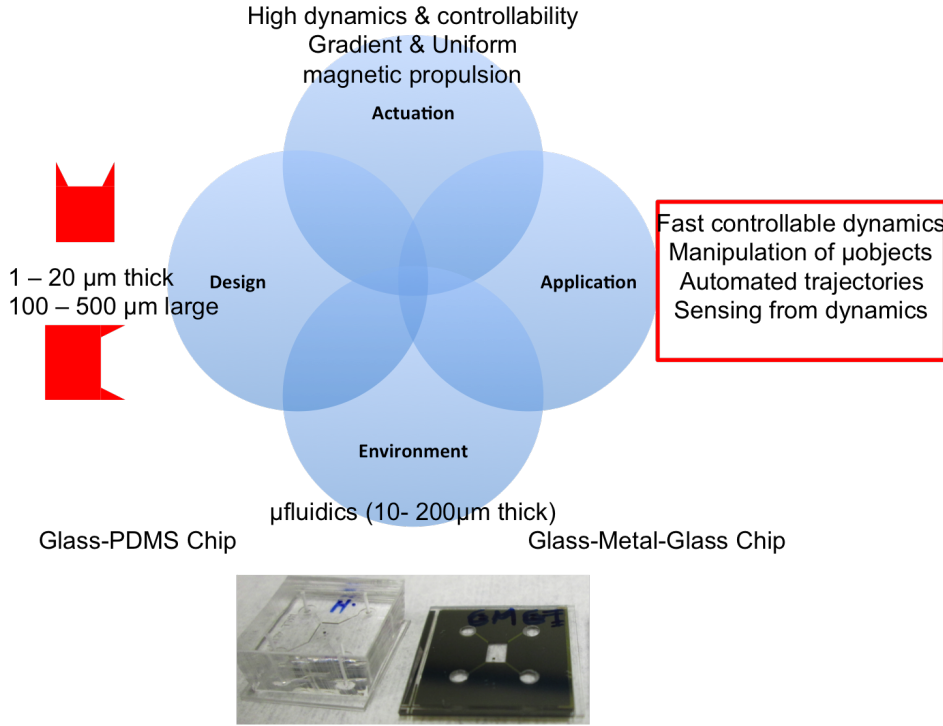 High dynamics & controllability
Gradient & Uniform
magnetic propulsion
Actuation
Fast controllable dynamics
Manipulation of µobjects
Automated trajectories
Sensing from dynamics
1 – 20 µm thick
100 – 500 µm large
Design
Application
Environment
µfluidics (10- 200µm thick)
Glass-PDMS Chip
Glass-Metal-Glass Chip